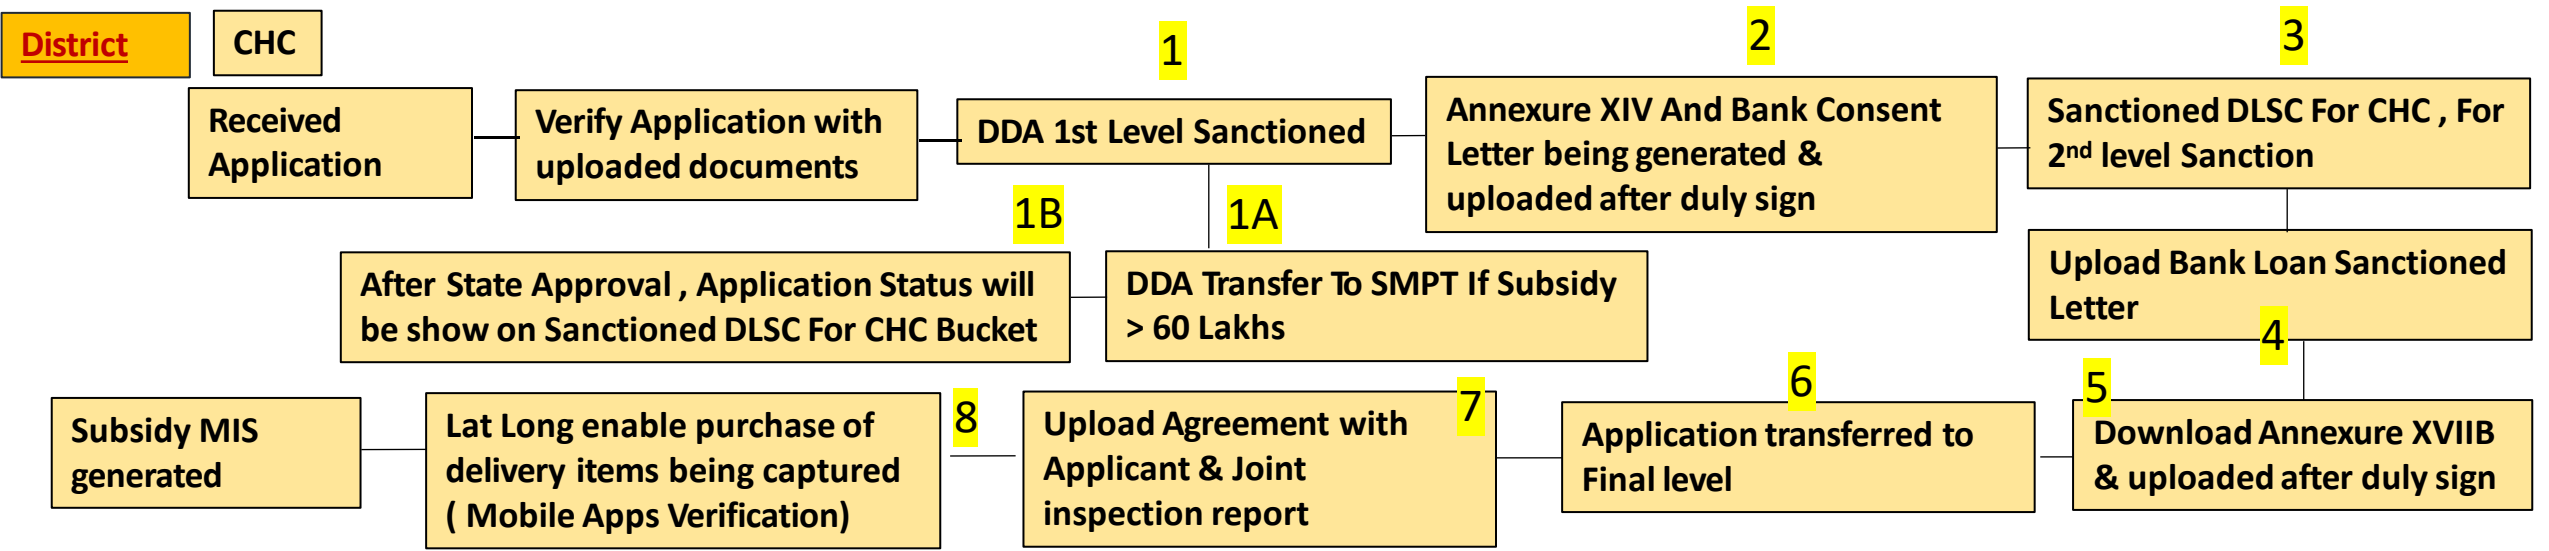 District
CHC
Received
Application
Verify Application with
uploaded documents
1
DDA 1st Level Sanctioned
2
Annexure XIV And Bank Consent
Letter being generated &
uploaded after duly sign
3
Sanctioned DLSC For CHC , For
2nd level Sanction
1A
DDA Transfer To SMPT If Subsidy
> 60 Lakhs
1B
After State Approval , Application Status will
be show on Sanctioned DLSC For CHC Bucket
Upload Bank Loan Sanctioned
Letter
4
5
Download Annexure XVIIB
& uploaded after duly sign
6
Application transferred to
Final level
7
Upload Agreement with
Applicant & Joint
inspection report
8
Lat Long enable purchase of
delivery items being captured
( Mobile Apps Verification)
Subsidy MIS
generated